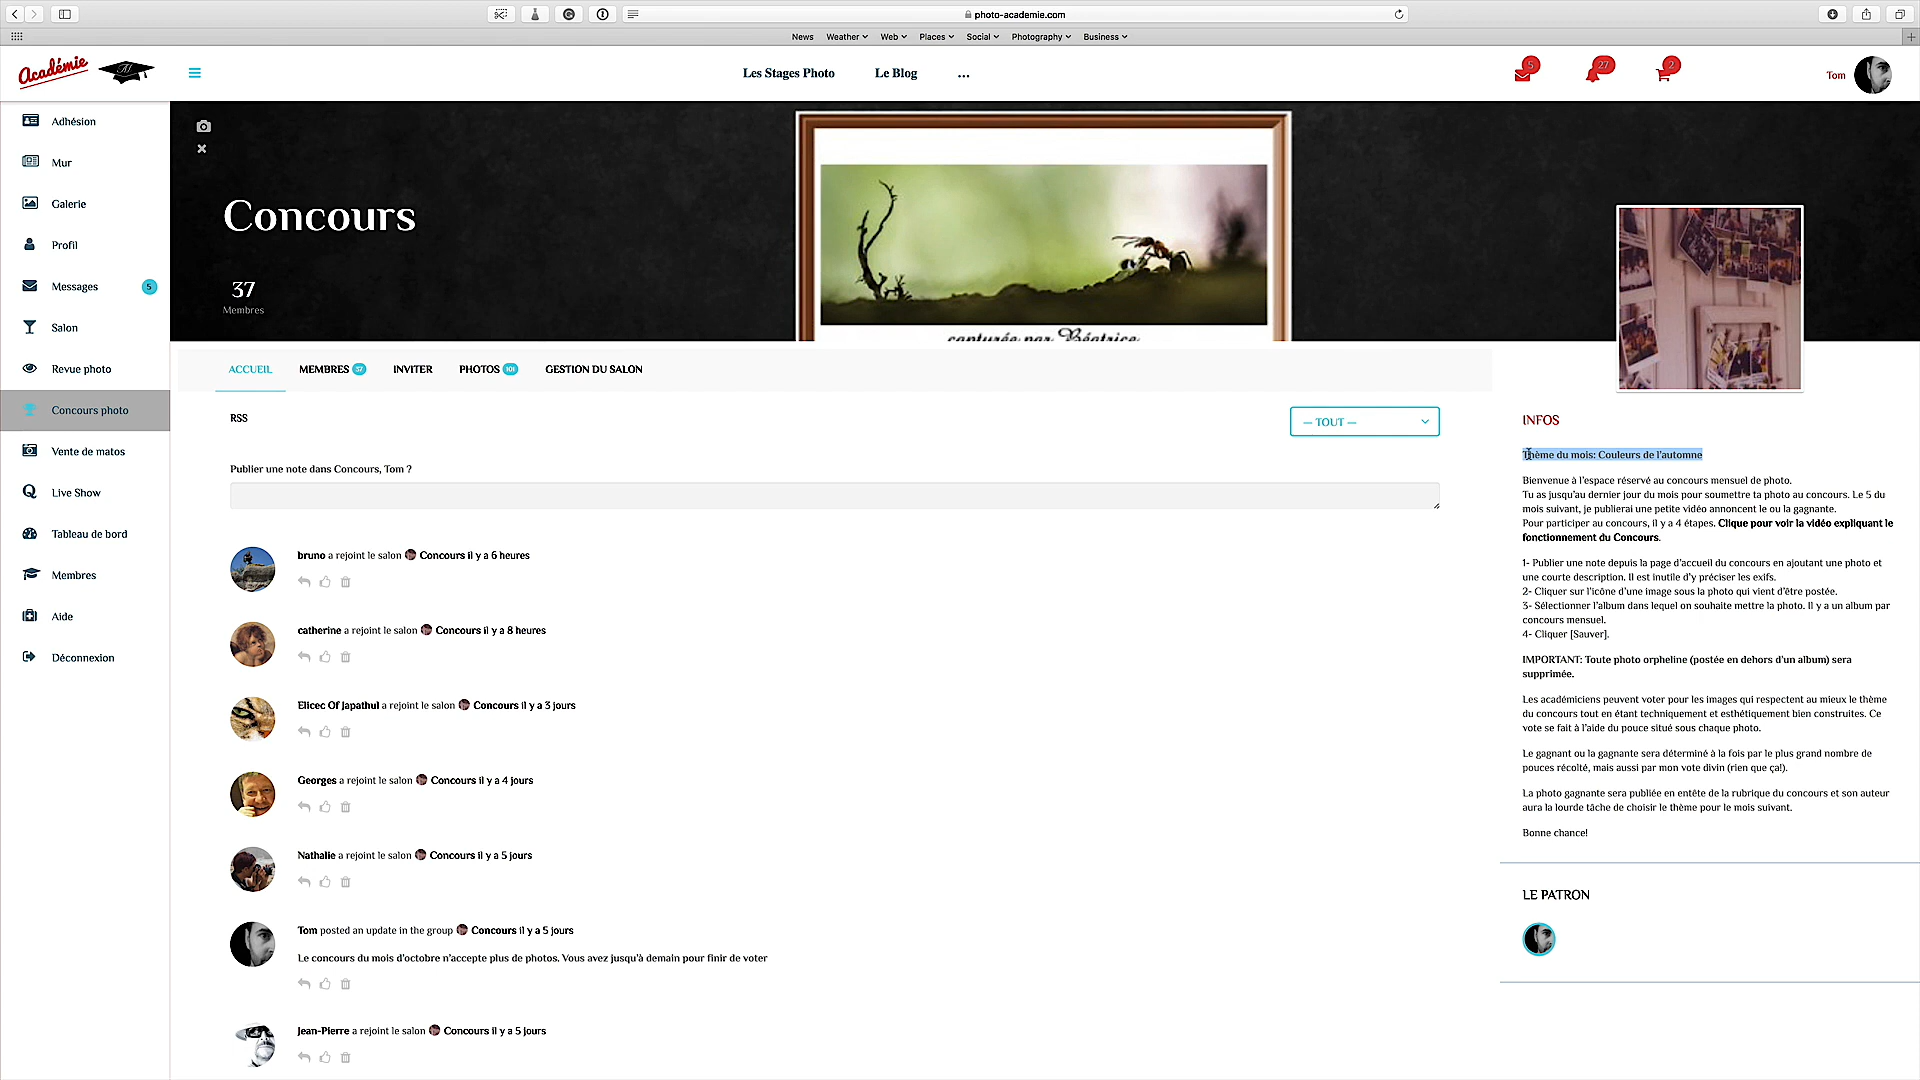 photo-academie.com
News Weather Web Places Social Photography Business
Académie
Les Stages Photo Le Blog ...
5 27 2
Tom
Adhésion
Mur
Galerie
Profil
Messages 5
Salon
Revue photo
Concours photo
Vente de matos
Live Show
Tableau de bord
Membres
Aide
Déconnexion
Concours
37
Membres
capturée par Béatrice
OPEN
ACCUEIL MEMBRES 37 INVITER PHOTOS 101 GESTION DU SALON
RSS
— TOUT —
Publier une note dans Concours, Tom ?
bruno a rejoint le salon Concours il y a 6 heures
catherine a rejoint le salon Concours il y a 8 heures
Elicec Of Japathul a rejoint le salon Concours il y a 3 jours
Georges a rejoint le salon Concours il y a 4 jours
Nathalie a rejoint le salon Concours il y a 5 jours
Tom posted an update in the group Concours il y a 5 jours
Le concours du mois d'octobre n'accepte plus de photos. Vous avez jusqu'à demain pour finir de voter
Jean-Pierre a rejoint le salon Concours il y a 5 jours
INFOS
Thème du mois: Couleurs de l'automne
Bienvenue à l'espace réservé au concours mensuel de photo.
Tu as jusqu'au dernier jour du mois pour soumettre ta photo au concours. Le 5 du
mois suivant, je publierai une petite vidéo annoncent le ou la gagnante.
Pour participer au concours, il y a 4 étapes. Clique pour voir la vidéo expliquant le
fonctionnement du Concours.
1- Publier une note depuis la page d'accueil du concours en ajoutant une photo et
une courte description. Il est inutile d'y préciser les exifs.
2- Cliquer sur l'icône d'une image sous la photo qui vient d'être postée.
3- Sélectionner l'album dans lequel on souhaite mettre la photo. Il y a un album par
concours mensuel.
4- Cliquer [Sauver].
IMPORTANT: Toute photo orpheline (postée en dehors d'un album) sera
supprimée.
Les académiciens peuvent voter pour les images qui respectent au mieux le thème
du concours tout en étant techniquement et esthétiquement bien construites. Ce
vote se fait à l'aide du pouce situé sous chaque photo.
Le gagnant ou la gagnante sera déterminé à la fois par le plus grand nombre de
pouces récolté, mais aussi par mon vote divin (rien que ça!).
La photo gagnante sera publiée en entête de la rubrique du concours et son auteur
aura la lourde tâche de choisir le thème pour le mois suivant.
Bonne chance!
LE PATRON